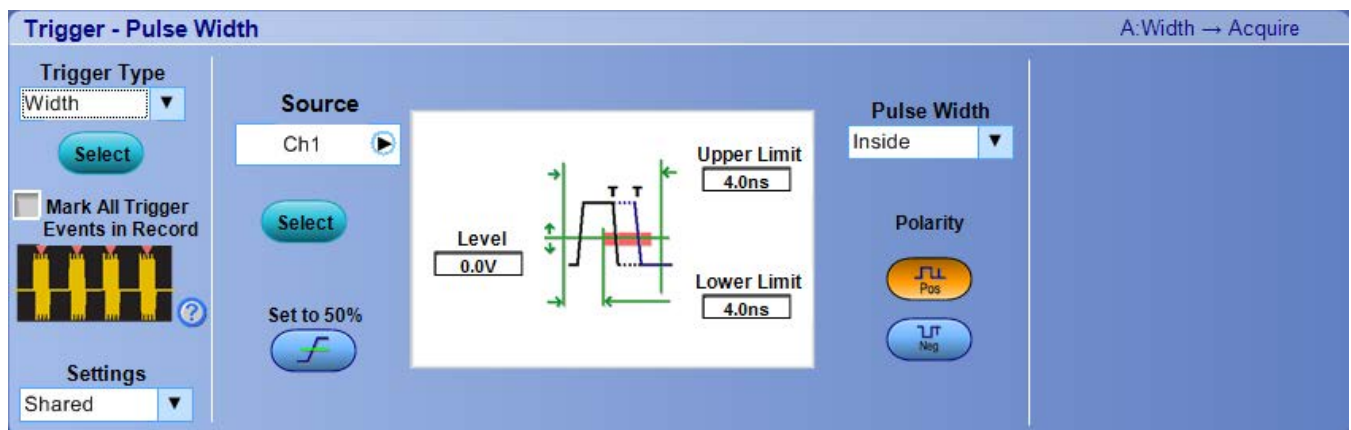 Trigger - Pulse Width
A:Width → Acquire
Trigger Type
Width
Select
Mark All Trigger
Events in Record
Settings
Shared
Source
Ch1
Select
Set to 50%
Level
0.0V
T T
Upper Limit
4.0ns
Lower Limit
4.0ns
Pulse Width
Inside
Polarity
Pos
Neg